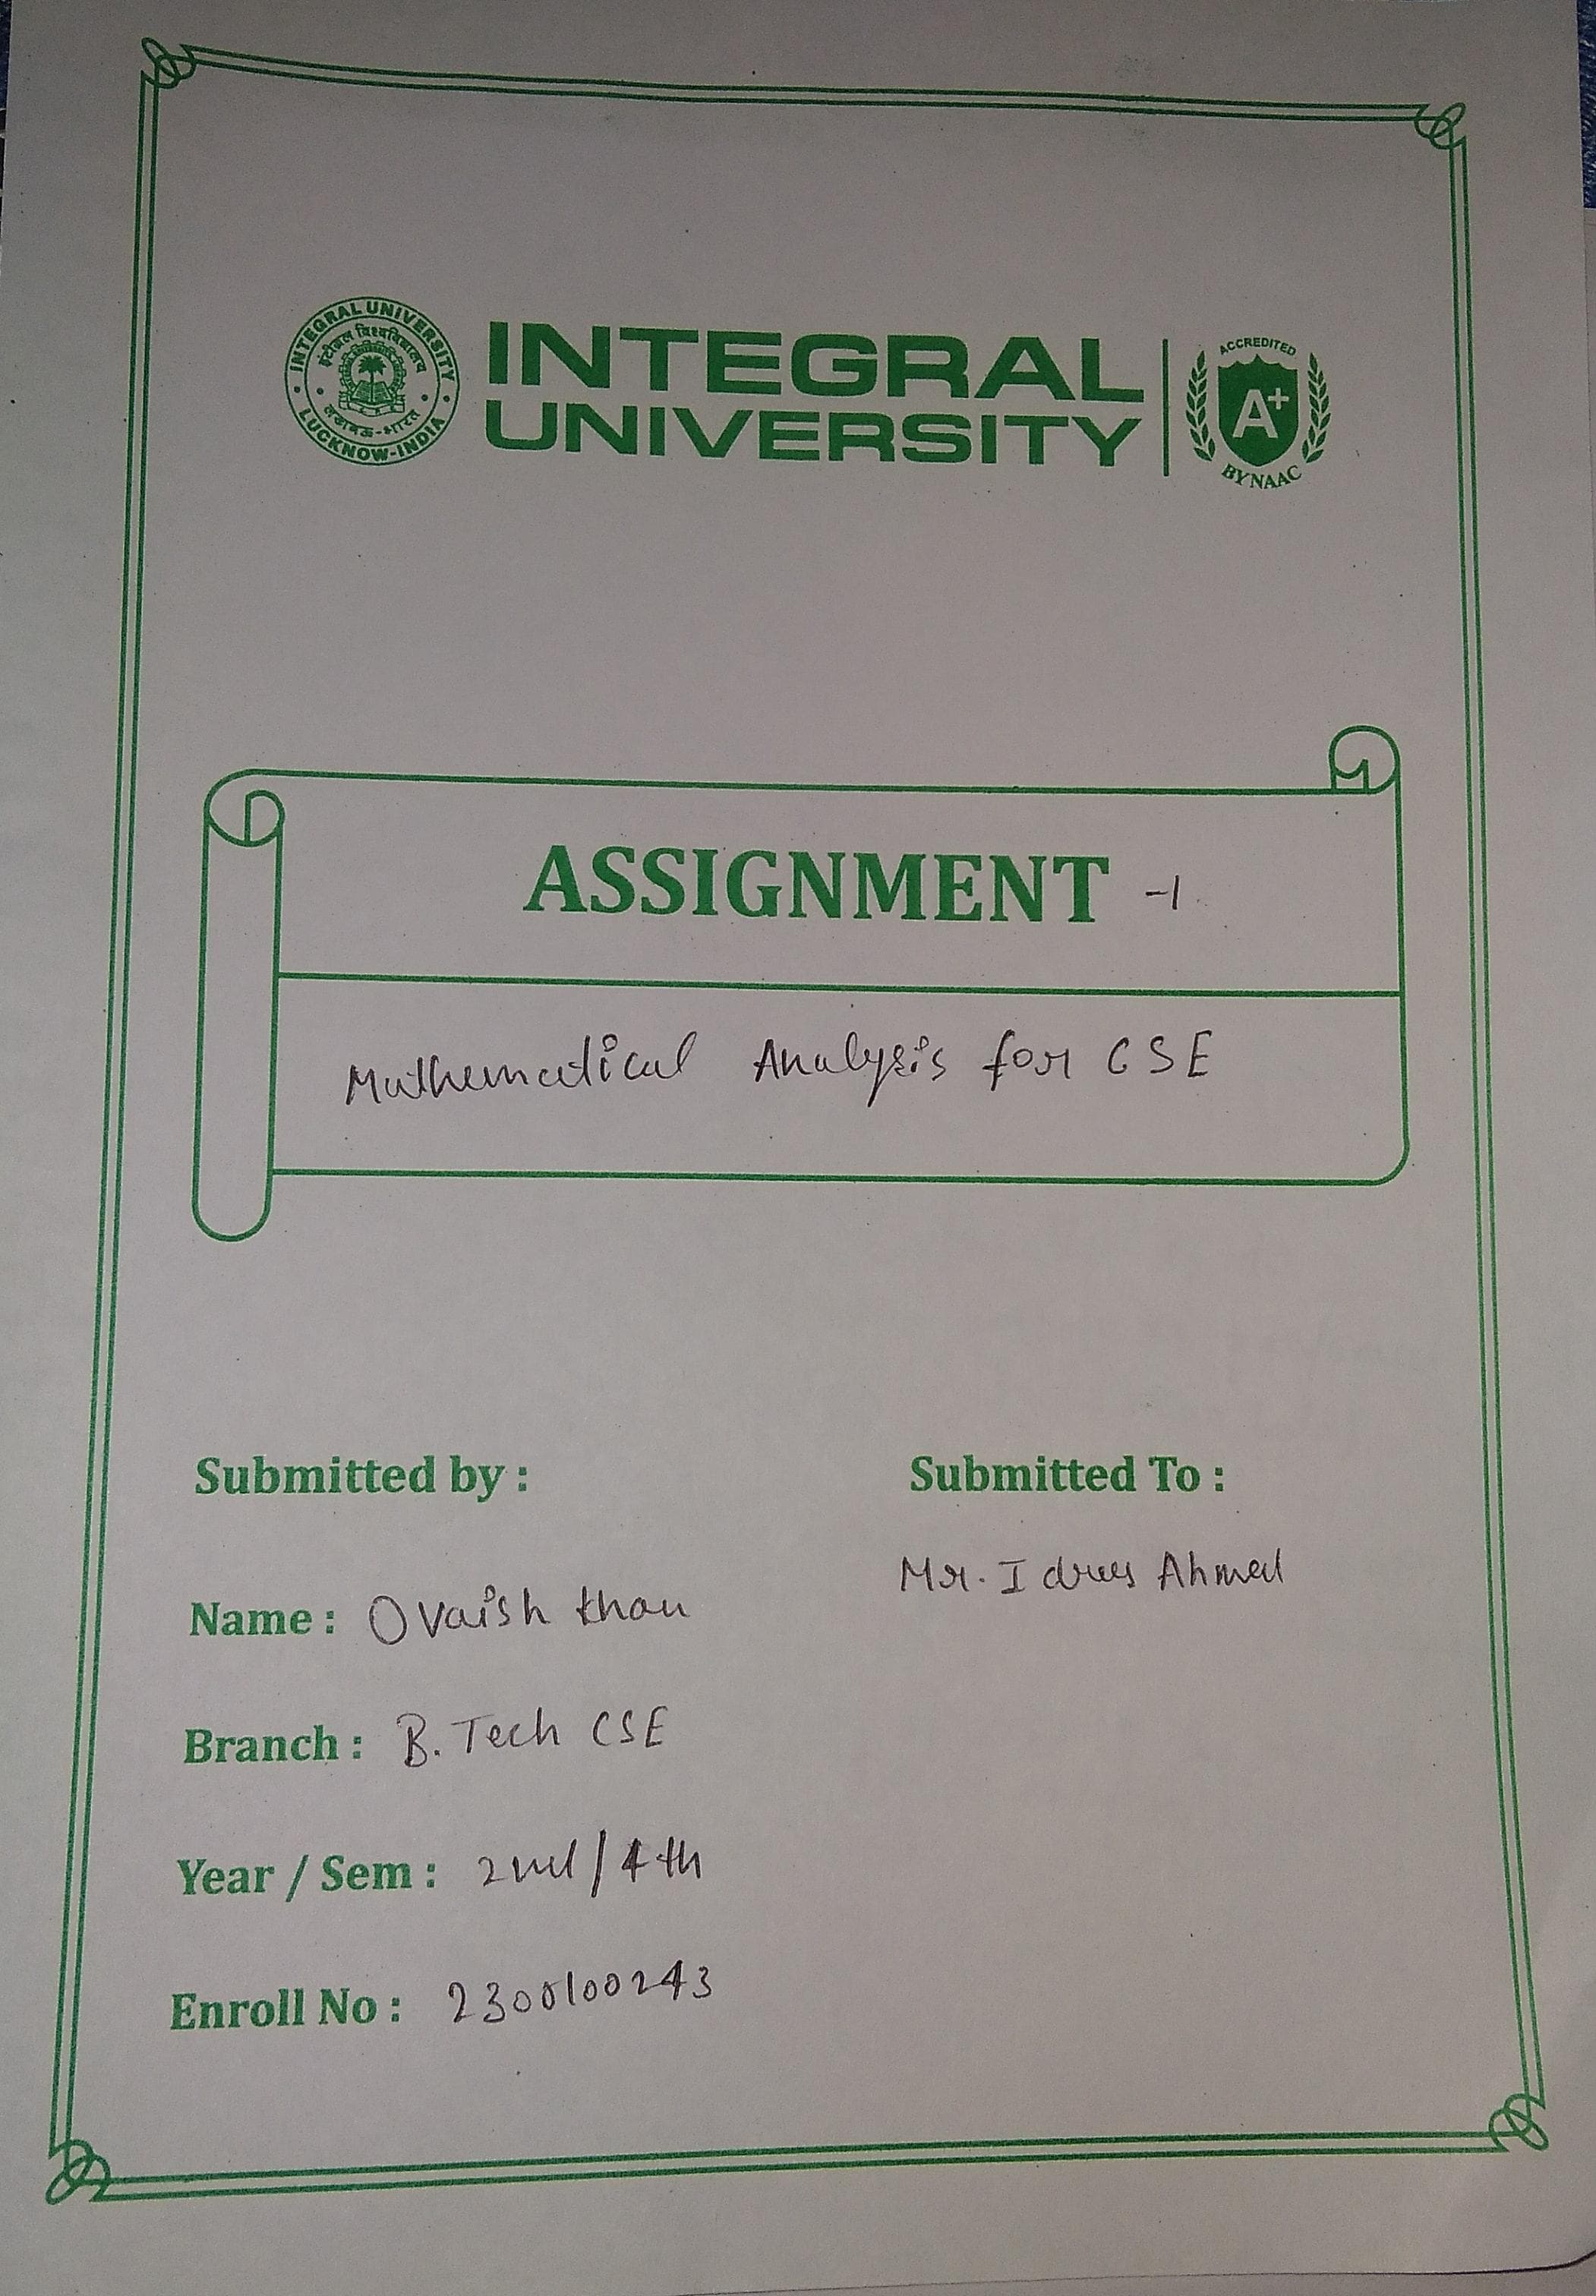 INTEGRAL UNIVERSITY
इंटीग्रल विश्वविद्यालय
लखनऊ-भारत
LUCKNOW-INDIA
INTEGRAL
UNIVERSITY
ACCREDITED
A+
BY NAAC
ASSIGNMENT -1
Mathematical Analysis for CSE
Submitted by :
Submitted To :
Mr. Idrees Ahmed
Name : Ovaish khan
Branch : B. Tech CSE
Year / Sem : 2nd/4th
Enroll No : 2300100243